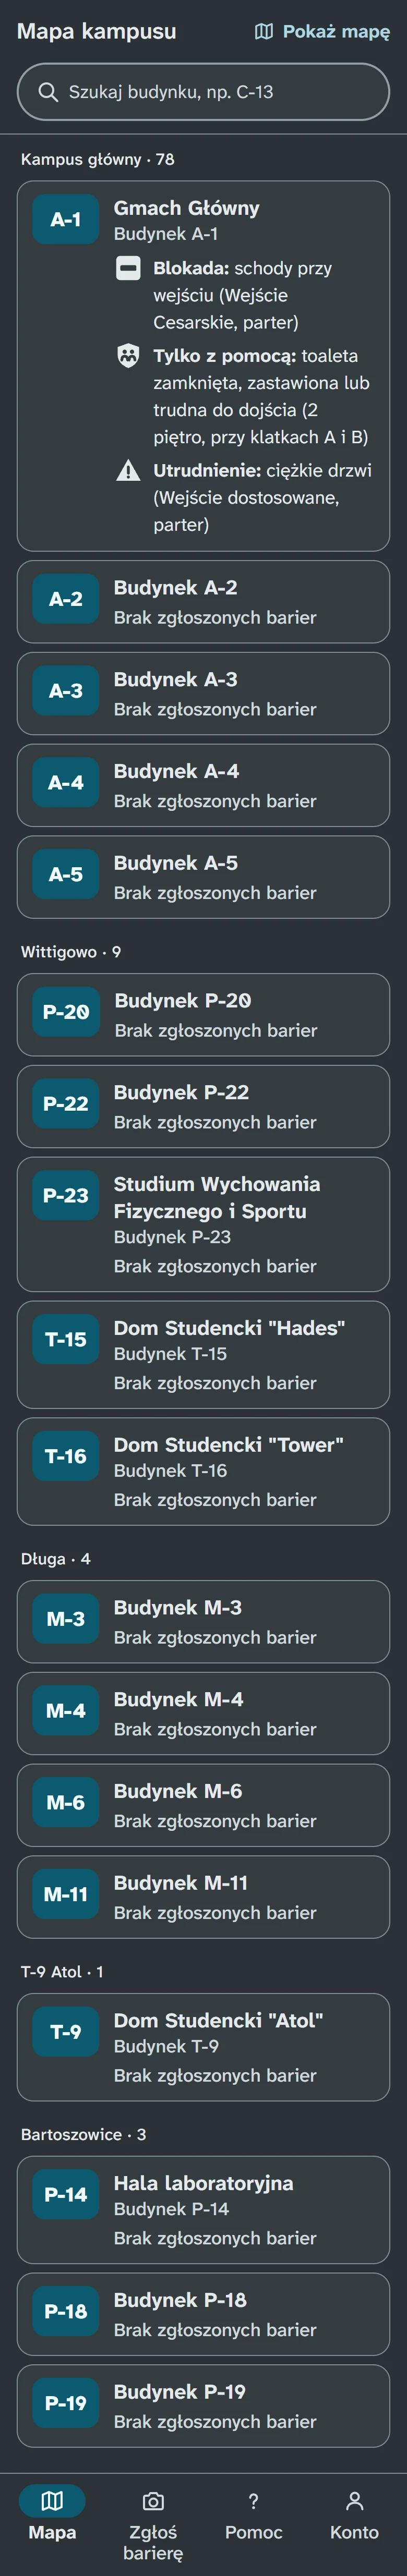 Mapa kampusu
Pokaż mapę
Szukaj budynku, np. C-13
Kampus główny · 78
A-1
Gmach Główny
Budynek A-1
Blokada: schody przy
wejściu (Wejście
Cesarskie, parter)
Tylko z pomocą: toaleta
zamknięta, zastawiona lub
trudna do dojścia (2
piętro, przy klatkach A i B)
Utrudnienie: ciężkie drzwi
(Wejście dostosowane,
parter)
A-2
Budynek A-2
Brak zgłoszonych barier
A-3
Budynek A-3
Brak zgłoszonych barier
A-4
Budynek A-4
Brak zgłoszonych barier
A-5
Budynek A-5
Brak zgłoszonych barier
Wittigowo · 9
P-20
Budynek P-20
Brak zgłoszonych barier
P-22
Budynek P-22
Brak zgłoszonych barier
P-23
Studium Wychowania
Fizycznego i Sportu
Budynek P-23
Brak zgłoszonych barier
T-15
Dom Studencki "Hades"
Budynek T-15
Brak zgłoszonych barier
T-16
Dom Studencki "Tower"
Budynek T-16
Brak zgłoszonych barier
Długa · 4
M-3
Budynek M-3
Brak zgłoszonych barier
M-4
Budynek M-4
Brak zgłoszonych barier
M-6
Budynek M-6
Brak zgłoszonych barier
M-11
Budynek M-11
Brak zgłoszonych barier
T-9 Atol · 1
T-9
Dom Studencki "Atol"
Budynek T-9
Brak zgłoszonych barier
Bartoszowice · 3
P-14
Hala laboratoryjna
Budynek P-14
Brak zgłoszonych barier
P-18
Budynek P-18
Brak zgłoszonych barier
P-19
Budynek P-19
Brak zgłoszonych barier
Mapa
Zgłoś
barierę
Pomoc
Konto